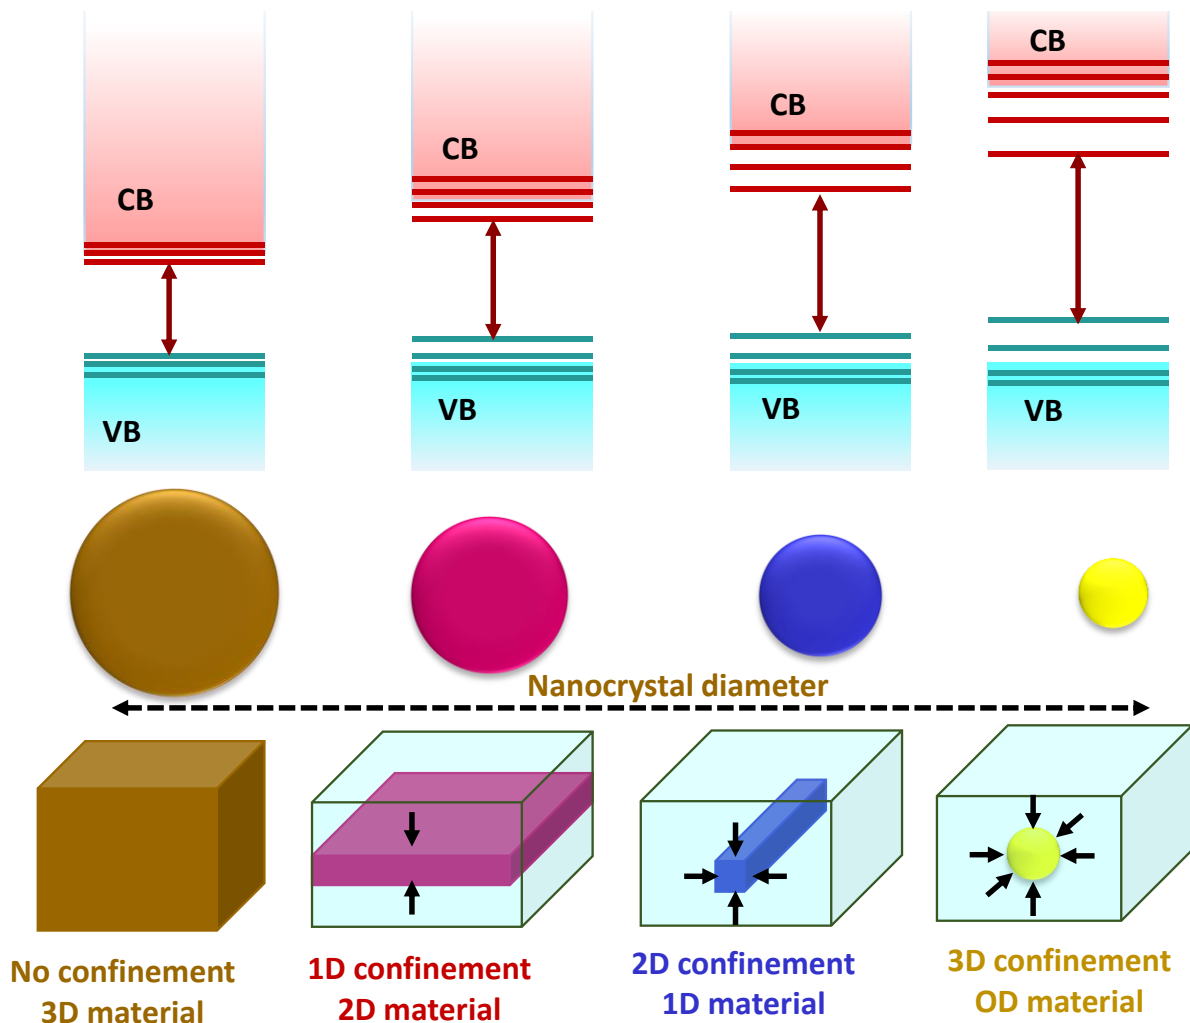 CB
CB
CB
CB
VB
VB
VB
VB
Nanocrystal diameter
No confinement
3D material
1D confinement
2D material
2D confinement
1D material
3D confinement
OD material